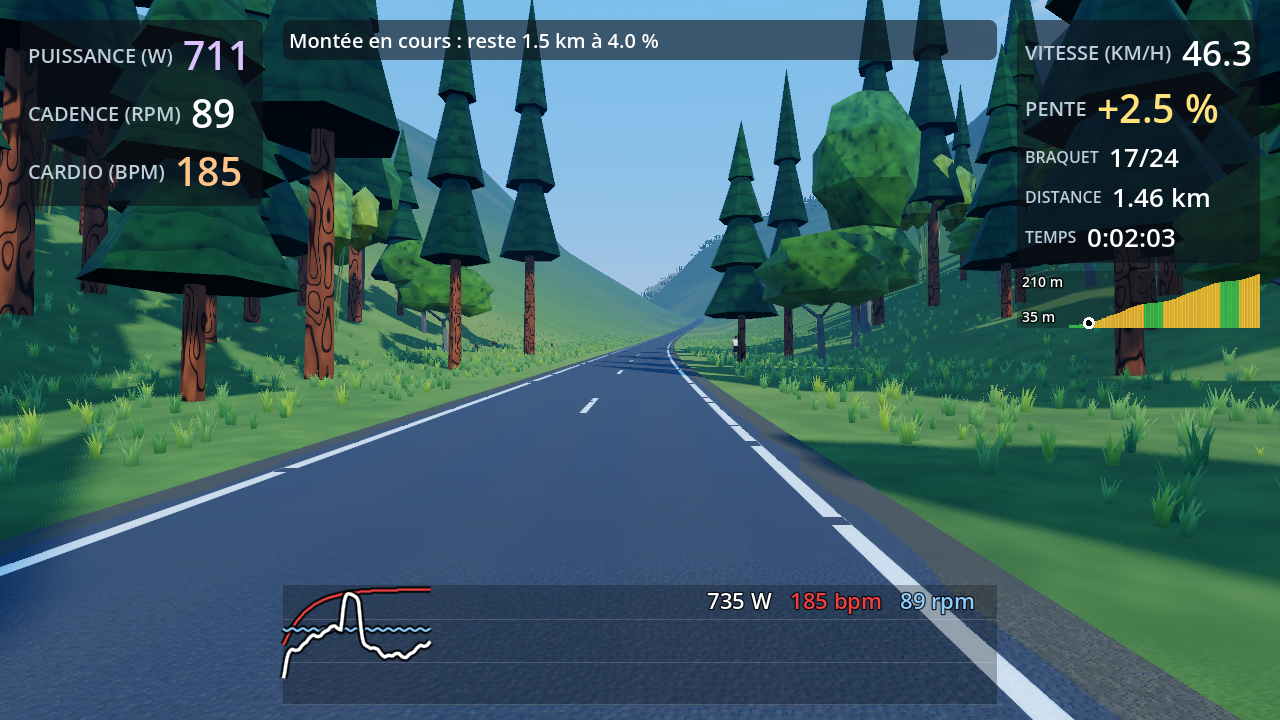 PUISSANCE (W) 711
CADENCE (RPM) 89
CARDIO (BPM) 185
Montée en cours : reste 1.5 km à 4.0 %
VITESSE (KM/H) 46.3
PENTE +2.5 %
BRAQUET 17/24
DISTANCE 1.46 km
TEMPS 0:02:03
210 m
35 m
735 W 185 bpm 89 rpm